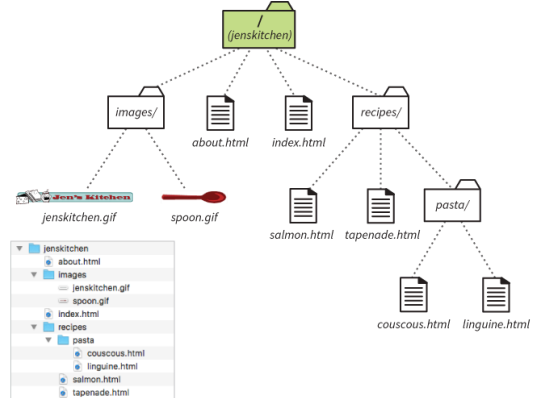 /
(jenskitchen)
images/
about.html
index.html
recipes/
Jen's Kitchen
jenskitchen.gif
spoon.gif
salmon.html
tapenade.html
pasta/
couscous.html
linguine.html
jenskitchen
about.html
images
jenskitchen.gif
spoon.gif
index.html
recipes
pasta
couscous.html
linguine.html
salmon.html
tapenade.html